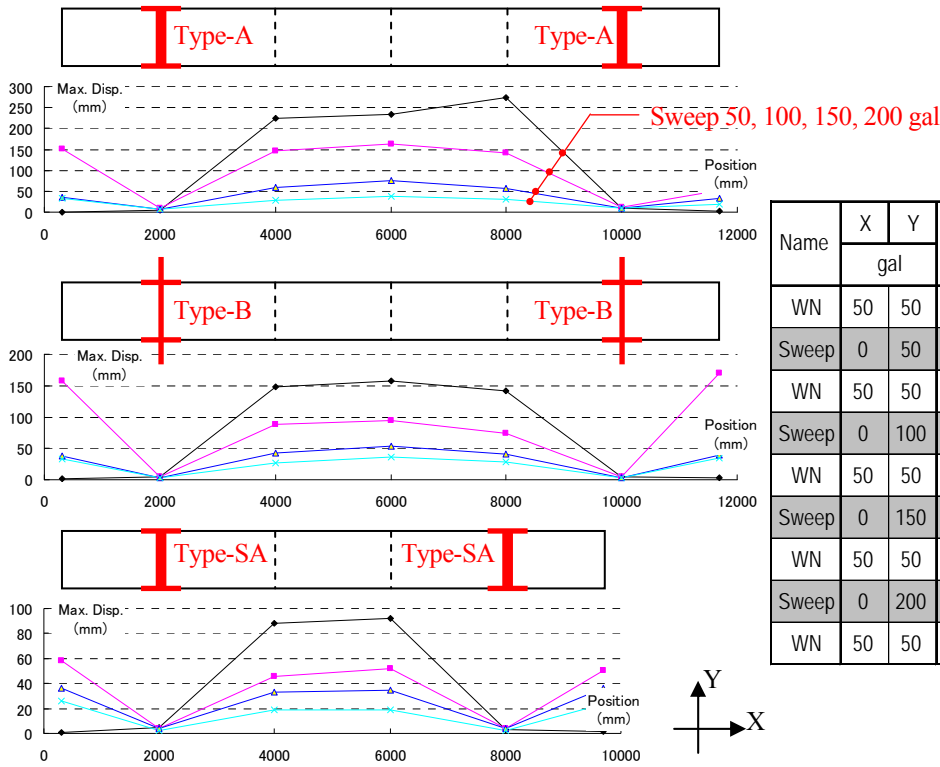 Type-A Type-A
Max. Disp.
(mm)
300
250
200
150
100
50
0
Sweep 50, 100, 150, 200 gal
Position
(mm)
0 2000 4000 6000 8000 10000 12000
Type-B Type-B
Max. Disp.
(mm)
200
150
100
50
0
Position
(mm)
0 2000 4000 6000 8000 10000 12000
Type-SA Type-SA
Max. Disp.
(mm)
100
80
60
40
20
0
Position
(mm)
0 2000 4000 6000 8000 10000
Name X Y
gal
WN 50 50
Sweep 0 50
WN 50 50
Sweep 0 100
WN 50 50
Sweep 0 150
WN 50 50
Sweep 0 200
WN 50 50
Y
X